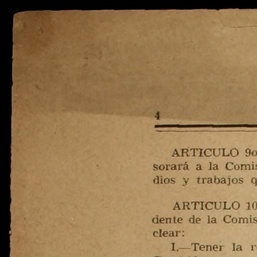 4
ARTICULO 9o
sorará a la Comis
dios y trabajos q
ARTICULO 10
dente de la Comis
clear:
I.—Tener la r